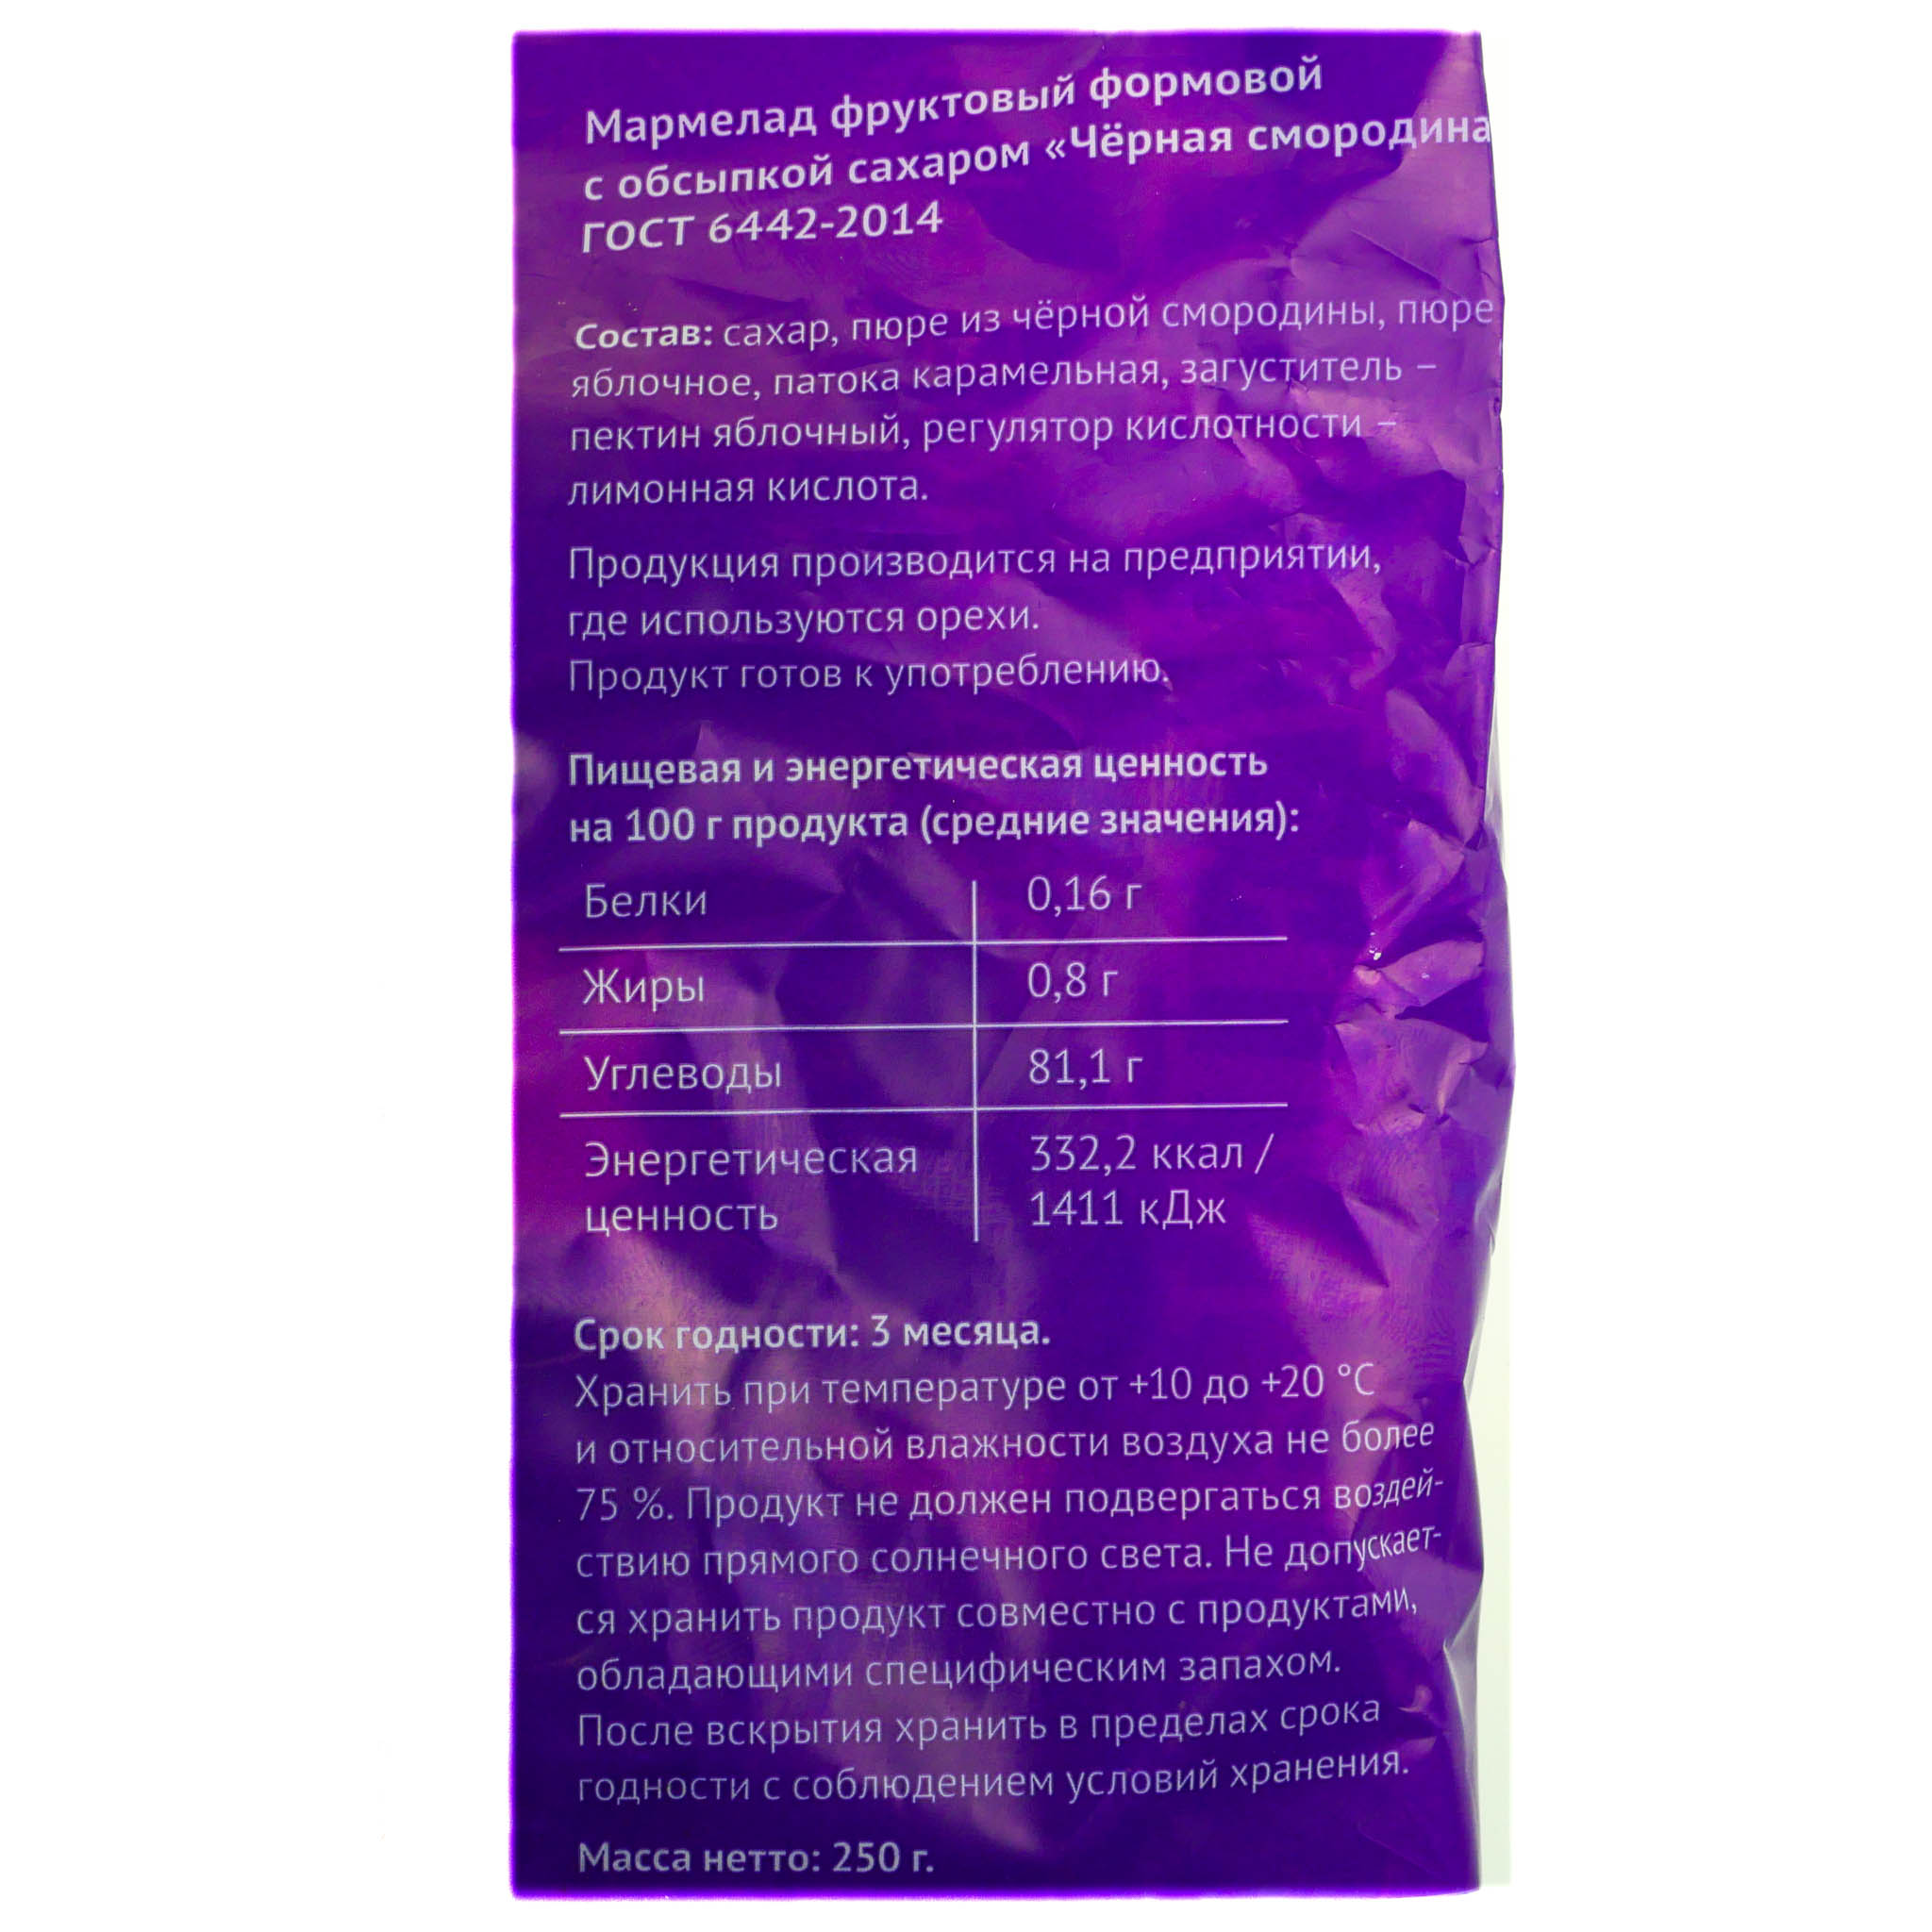 Мармелад фруктовый формовой
с обсыпкой сахаром «Чёрная смородина
ГОСТ 6442-2014
Состав: сахар, пюре из чёрной смородины, пюре
яблочное, патока карамельная, загуститель –
пектин яблочный, регулятор кислотности –
лимонная кислота.
Продукция производится на предприятии,
где используются орехи.
Продукт готов к употреблению.
Пищевая и энергетическая ценность
на 100 г продукта (средние значения):
Белки 0,16 г
Жиры 0,8 г
Углеводы 81,1 г
Энергетическая 332,2 ккал /
ценность 1411 кДж
Срок годности: 3 месяца.
Хранить при температуре от +10 до +20 °С
и относительной влажности воздуха не более
75 %. Продукт не должен подвергаться воздей-
ствию прямого солнечного света. Не допускает-
ся хранить продукт совместно с продуктами,
обладающими специфическим запахом.
После вскрытия хранить в пределах срока
годности с соблюдением условий хранения.
Масса нетто: 250 г.